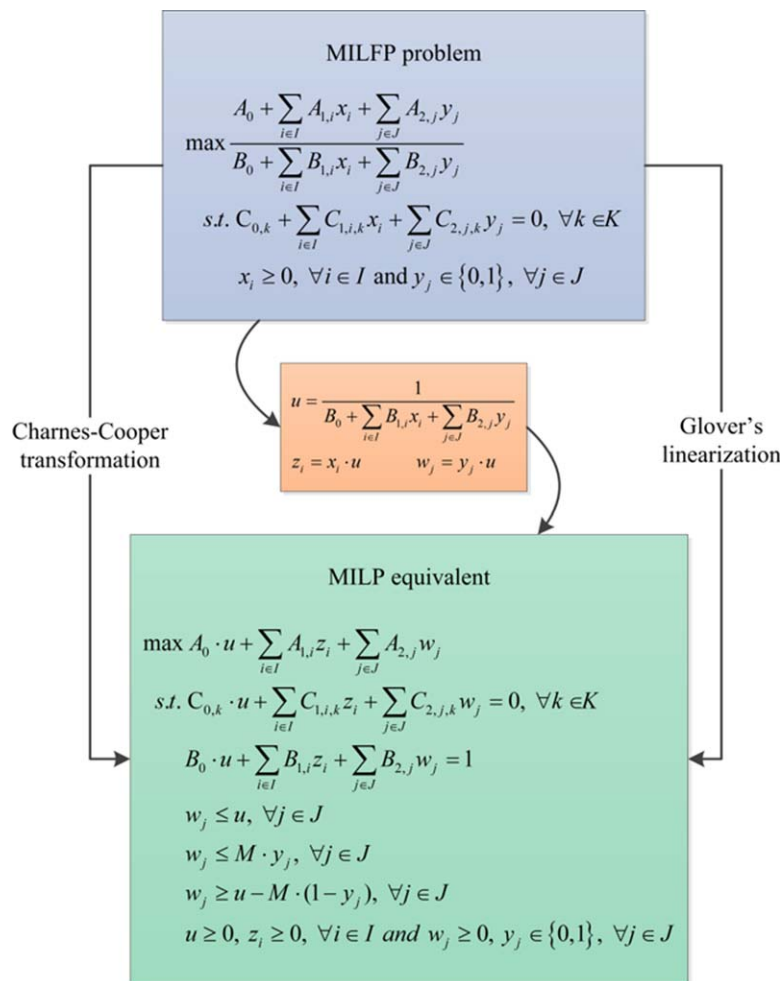 MILFP problem
max (A_0 + ∑_{i∈I} A_{1,i} x_i + ∑_{j∈J} A_{2,j} y_j) / (B_0 + ∑_{i∈I} B_{1,i} x_i + ∑_{j∈J} B_{2,j} y_j)
s.t. C_{0,k} + ∑_{i∈I} C_{1,i,k} x_i + ∑_{j∈J} C_{2,j,k} y_j = 0, ∀k ∈ K
x_i ≥ 0, ∀i ∈ I and y_j ∈ {0,1}, ∀j ∈ J
Charnes-Cooper
transformation
u = 1 / (B_0 + ∑_{i∈I} B_{1,i} x_i + ∑_{j∈J} B_{2,j} y_j)
z_i = x_i · u w_j = y_j · u
Glover's
linearization
MILP equivalent
max A_0 · u + ∑_{i∈I} A_{1,i} z_i + ∑_{j∈J} A_{2,j} w_j
s.t. C_{0,k} · u + ∑_{i∈I} C_{1,i,k} z_i + ∑_{j∈J} C_{2,j,k} w_j = 0, ∀k ∈ K
B_0 · u + ∑_{i∈I} B_{1,i} z_i + ∑_{j∈J} B_{2,j} w_j = 1
w_j ≤ u, ∀j ∈ J
w_j ≤ M · y_j, ∀j ∈ J
w_j ≥ u − M · (1 − y_j), ∀j ∈ J
u ≥ 0, z_i ≥ 0, ∀i ∈ I and w_j ≥ 0, y_j ∈ {0,1}, ∀j ∈ J